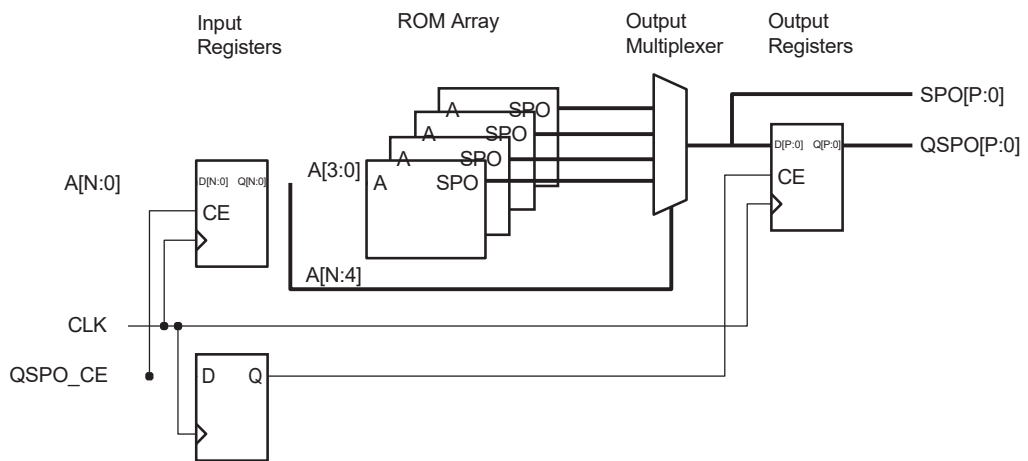 Input
Registers
ROM Array
Output
Multiplexer
Output
Registers
A SPO
A SPO
A SPO
A SPO
A[3:0]
SPO[P:0]
QSPO[P:0]
D[P:0] Q[P:0]
CE
A[N:0]
D[N:0] Q[N:0]
CE
A[N:4]
CLK
QSPO_CE
D Q